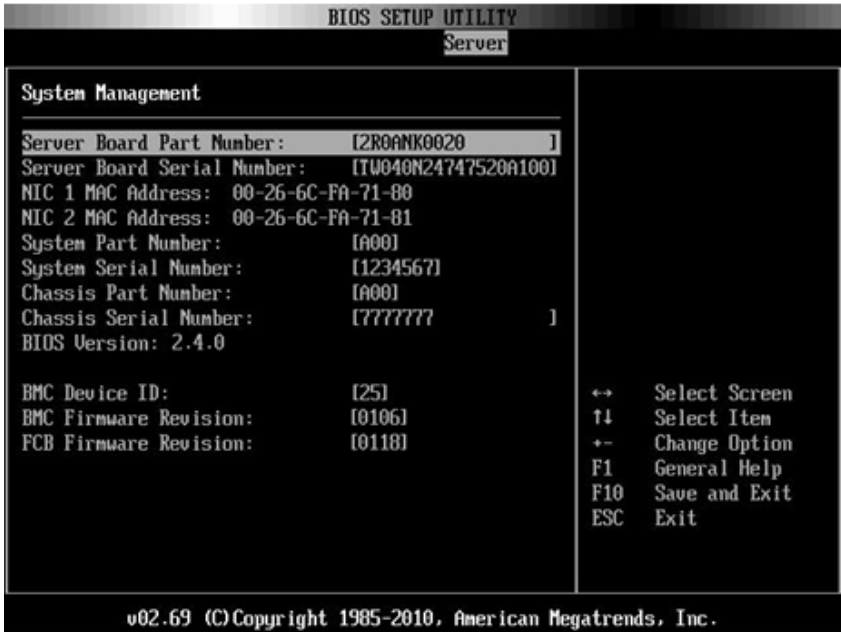 BIOS SETUP UTILITY
Server
System Management
Server Board Part Number: [2R0ANK0020 ]
Server Board Serial Number: [TW040N24747520A100]
NIC 1 MAC Address: 00-26-6C-FA-71-80
NIC 2 MAC Address: 00-26-6C-FA-71-81
System Part Number: [A00]
System Serial Number: [1234567]
Chassis Part Number: [A00]
Chassis Serial Number: [7777777 ]
BIOS Version: 2.4.0
BMC Device ID: [25]
BMC Firmware Revision: [0106]
FCB Firmware Revision: [0118]
↔ Select Screen
↑↓ Select Item
+- Change Option
F1 General Help
F10 Save and Exit
ESC Exit
v02.69 (C)Copyright 1985-2010, American Megatrends, Inc.